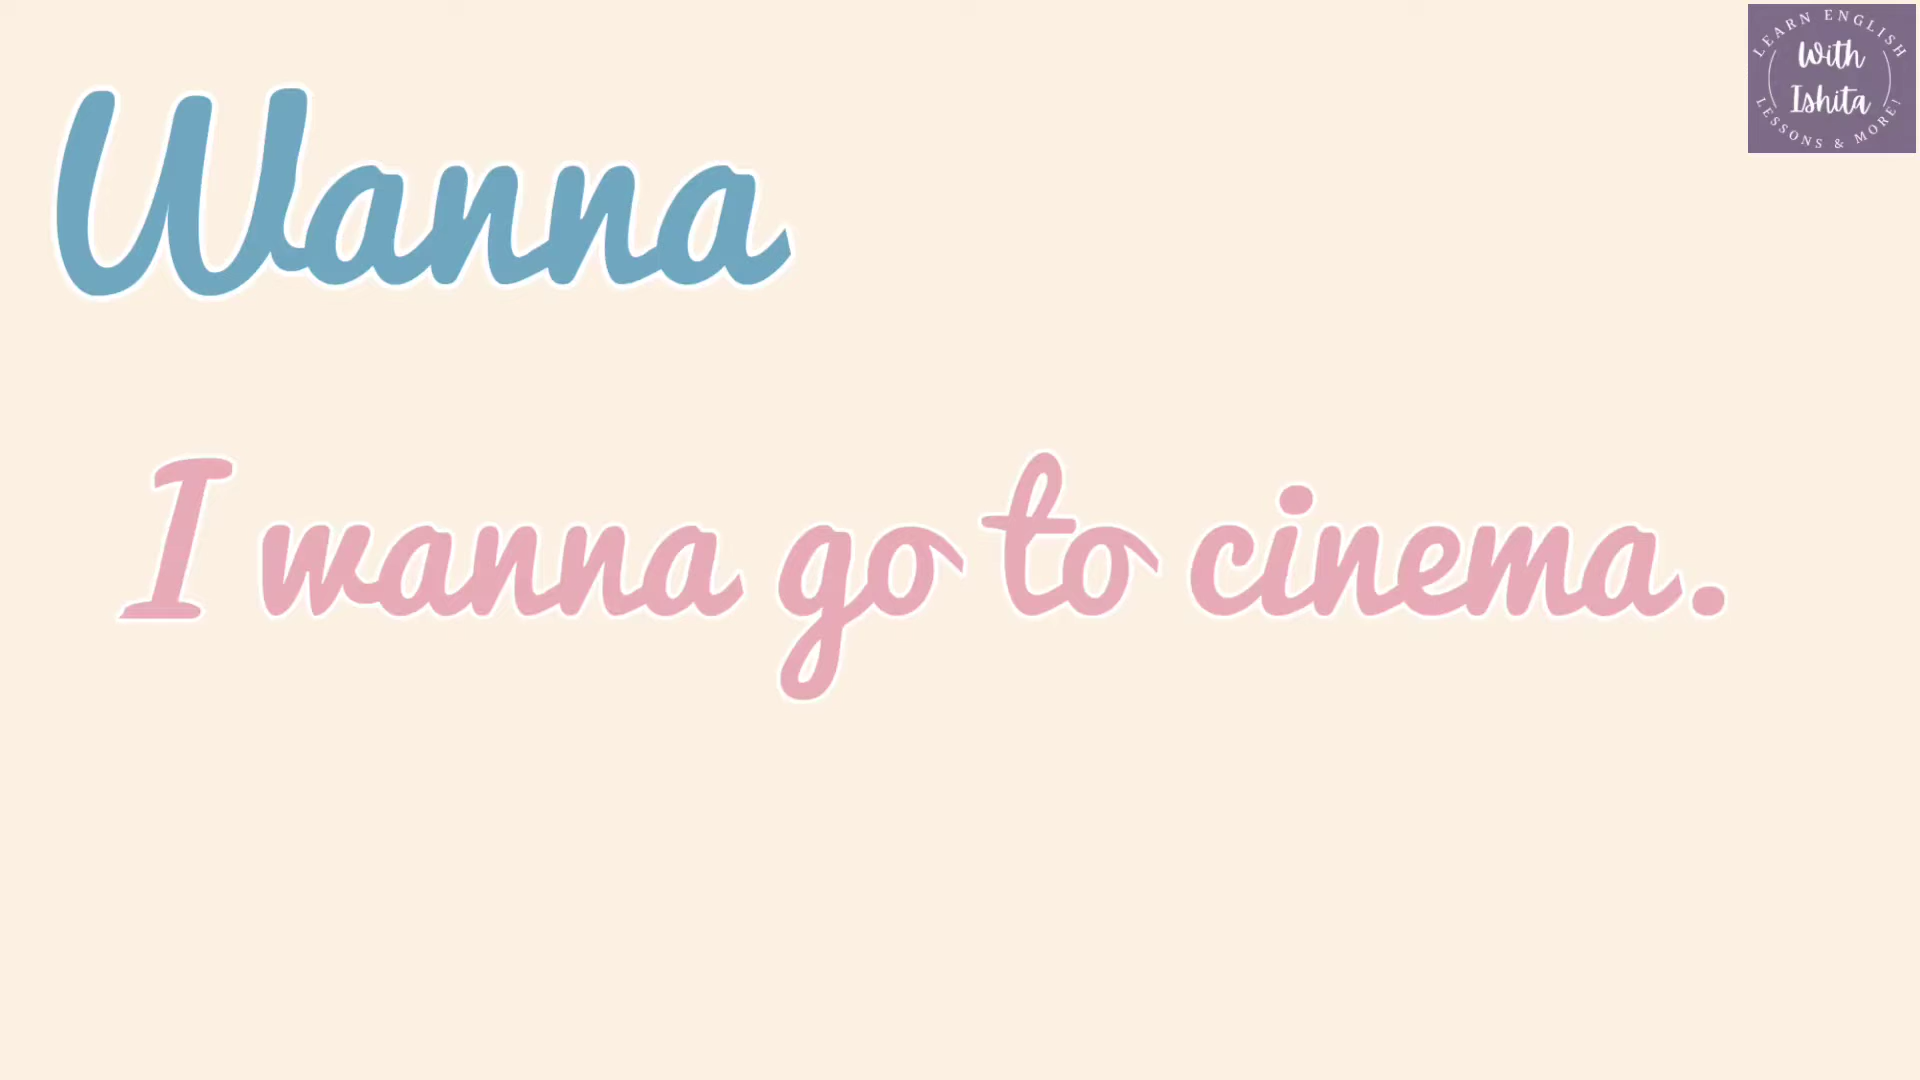 LEARN ENGLISH
With
Ishita
LESSONS & MORE!
Wanna
I wanna go to cinema.